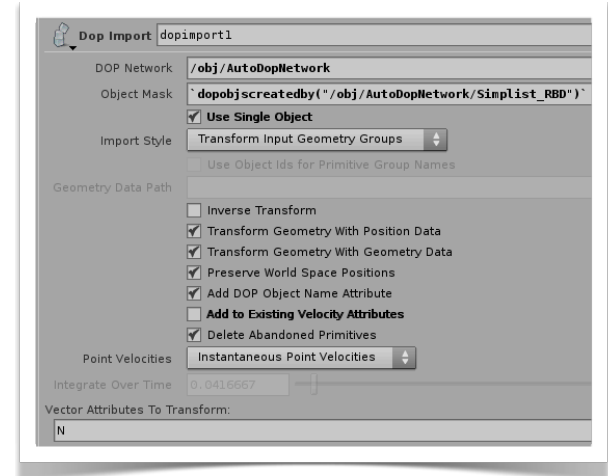 Dop Import dopimport1
DOP Network /obj/AutoDopNetwork
Object Mask `dopobjscreatedby("/obj/AutoDopNetwork/Simplist_RBD")`
Use Single Object
Import Style Transform Input Geometry Groups
Use Object Ids for Primitive Group Names
Geometry Data Path
Inverse Transform
Transform Geometry With Position Data
Transform Geometry With Geometry Data
Preserve World Space Positions
Add DOP Object Name Attribute
Add to Existing Velocity Attributes
Delete Abandoned Primitives
Point Velocities Instantaneous Point Velocities
Integrate Over Time 0.0416667
Vector Attributes To Transform:
N